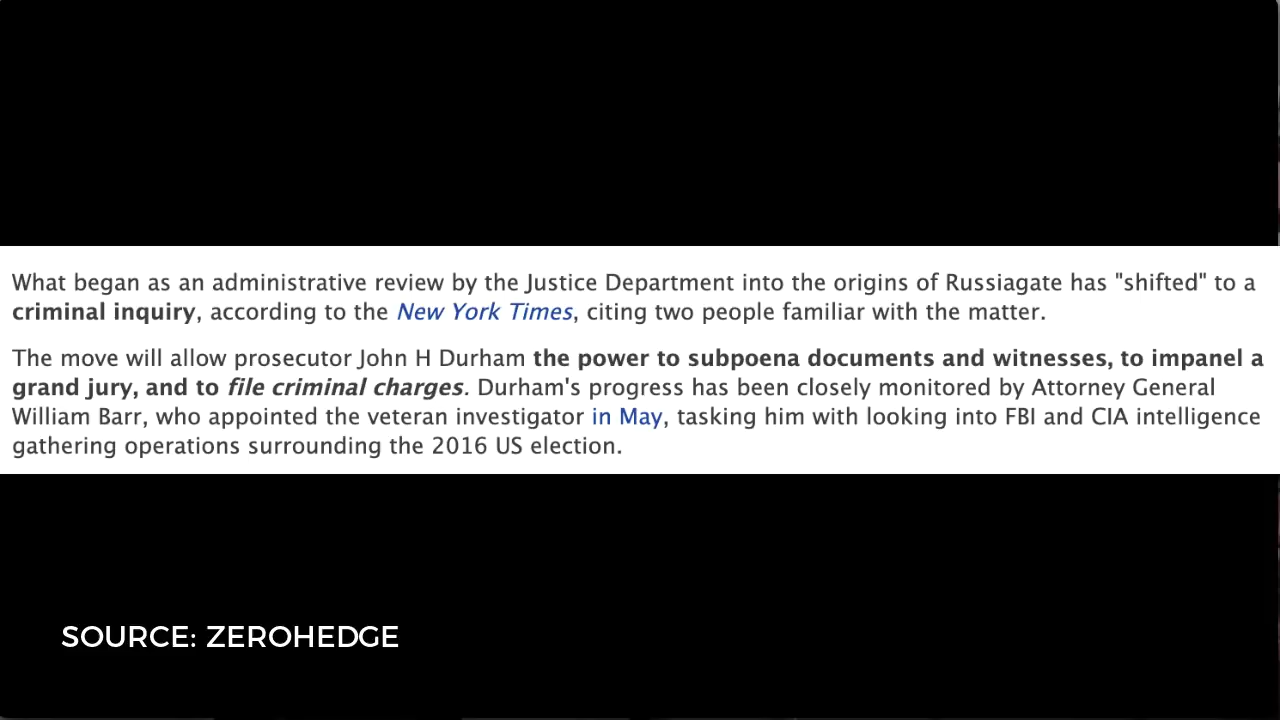 What began as an administrative review by the Justice Department into the origins of Russiagate has "shifted" to a
criminal inquiry, according to the New York Times, citing two people familiar with the matter.
The move will allow prosecutor John H Durham the power to subpoena documents and witnesses, to impanel a
grand jury, and to file criminal charges. Durham's progress has been closely monitored by Attorney General
William Barr, who appointed the veteran investigator in May, tasking him with looking into FBI and CIA intelligence
gathering operations surrounding the 2016 US election.
SOURCE: ZEROHEDGE